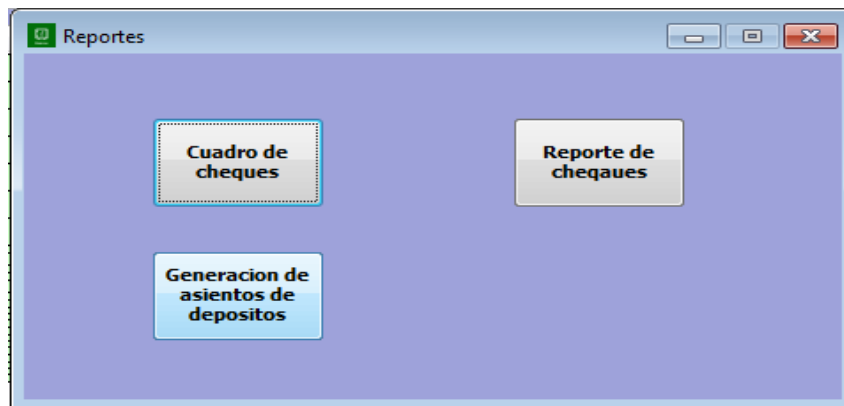 Reportes
Cuadro de
cheques
Reporte de
cheqaues
Generacion de
asientos de
depositos